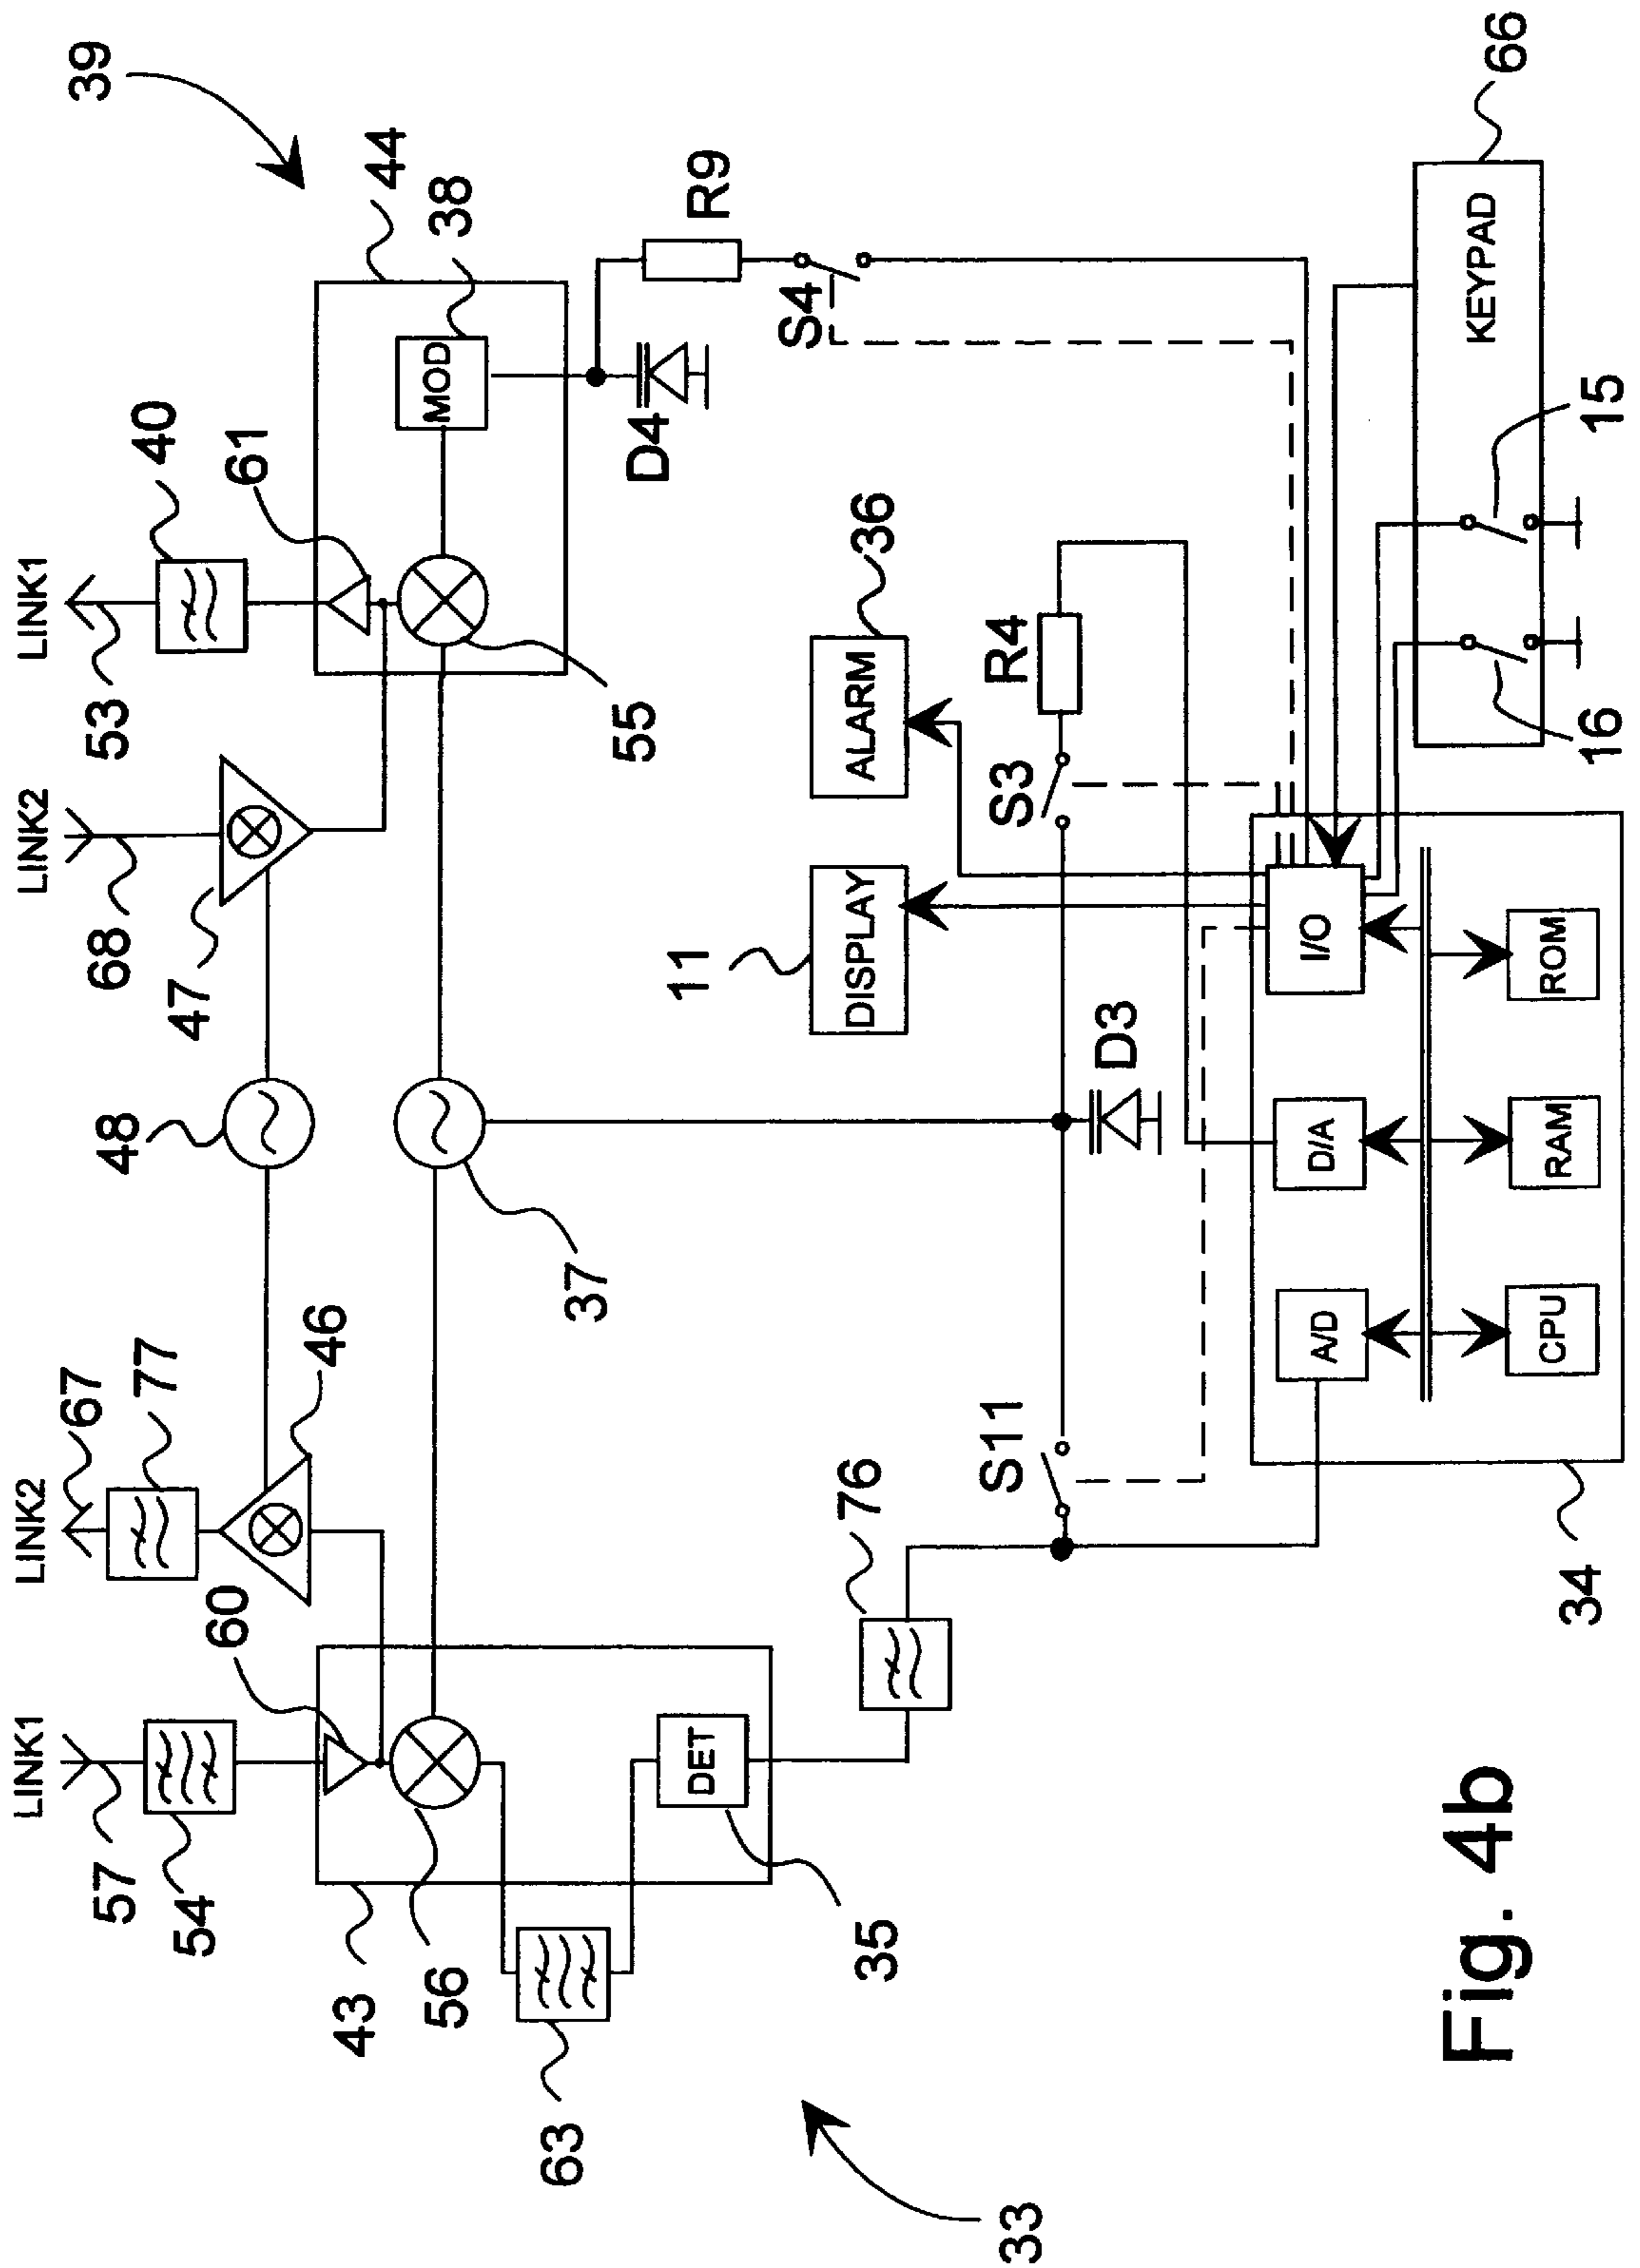 LINK1
LINK2
LINK2
LINK1
39
57
54
67
77
60
46
48
68
47
53
40
61
44
38
MOD
43
56
37
55
63
DET
35
D4
R9
S4
76
11
DISPLAY
36
ALARM
S11
D3
S3
R4
33
34
A/D
D/A
I/O
CPU
RAM
ROM
66
KEYPAD
16
15
Fig. 4b